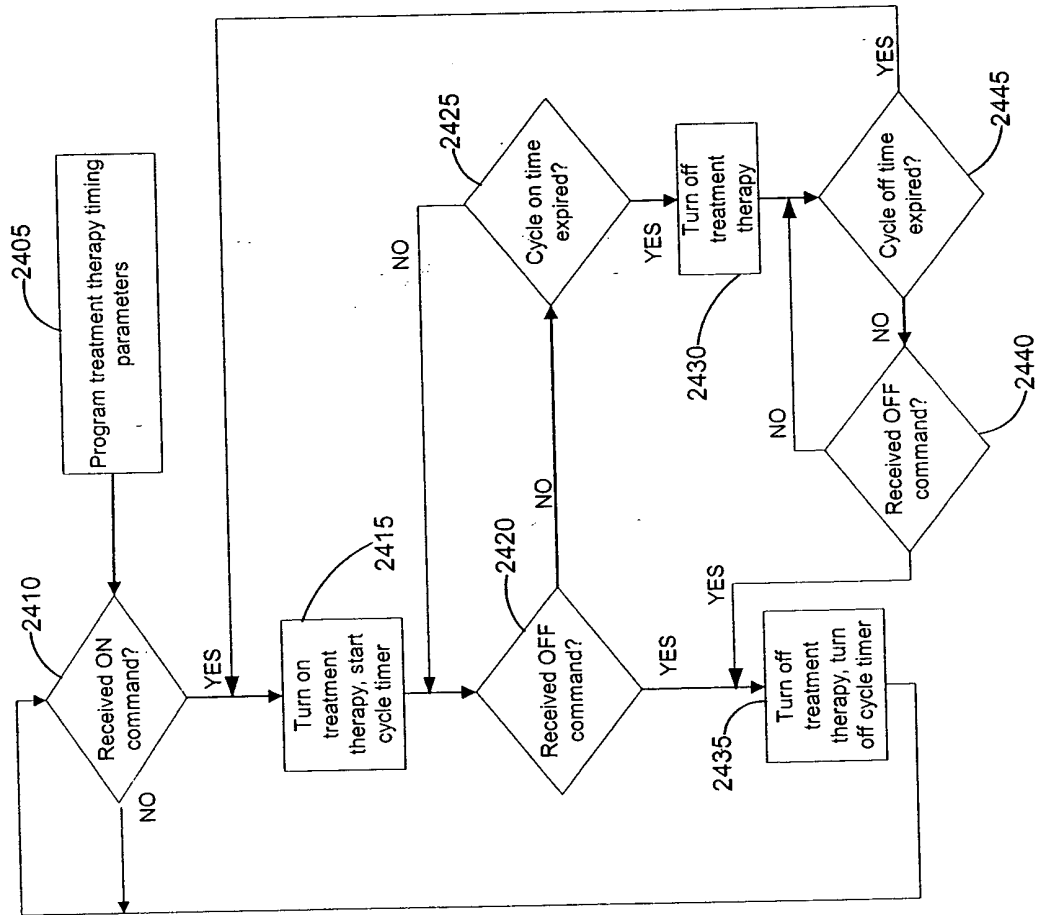 2405
Program treatment therapy timing
parameters
2410
Received ON
command?
NO
YES
2415
Turn on
treatment
therapy, start
cycle timer
2420
Received OFF
command?
NO
YES
2425
Cycle on time
expired?
NO
YES
2430
Turn off
treatment
therapy
2445
Cycle off time
expired?
YES
NO
2440
Received OFF
command?
NO
YES
2435
Turn off
treatment
therapy, turn
off cycle timer